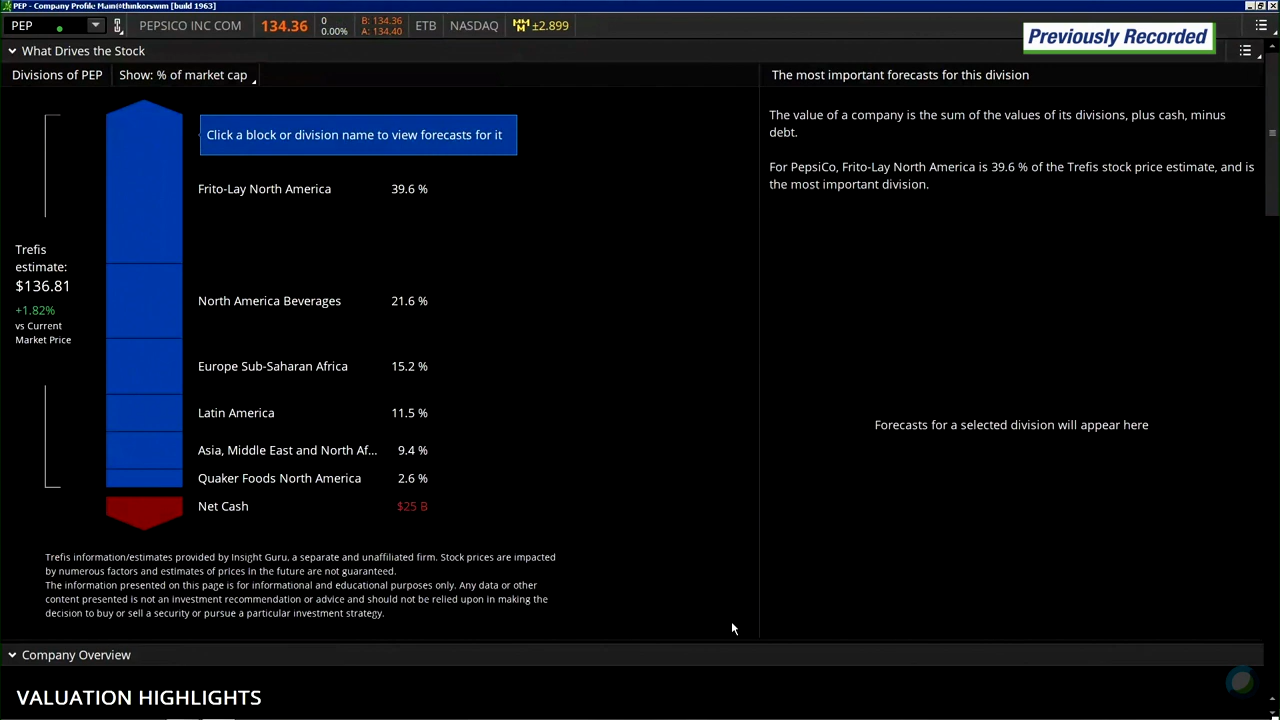 PEP - Company Profile Main@thinkorswim [build 1963]
PEP PEPSICO INC COM 134.36 0 0.00% B: 134.36 A: 134.40 ETB NASDAQ MMM ±2.899
Previously Recorded
What Drives the Stock
Divisions of PEP Show: % of market cap
The most important forecasts for this division
Click a block or division name to view forecasts for it
The value of a company is the sum of the values of its divisions, plus cash, minus
debt.
For PepsiCo, Frito-Lay North America is 39.6 % of the Trefis stock price estimate, and is
the most important division.
Frito-Lay North America 39.6 %
Trefis
estimate:
$136.81
+1.82%
vs Current
Market Price
North America Beverages 21.6 %
Europe Sub-Saharan Africa 15.2 %
Latin America 11.5 %
Asia, Middle East and North Af... 9.4 %
Quaker Foods North America 2.6 %
Net Cash $25 B
Forecasts for a selected division will appear here
Trefis information/estimates provided by Insight Guru, a separate and unaffiliated firm. Stock prices are impacted
by numerous factors and estimates of prices in the future are not guaranteed.
The information presented on this page is for informational and educational purposes only. Any data or other
content presented is not an investment recommendation or advice and should not be relied upon in making the
decision to buy or sell a security or pursue a particular investment strategy.
Company Overview
VALUATION HIGHLIGHTS